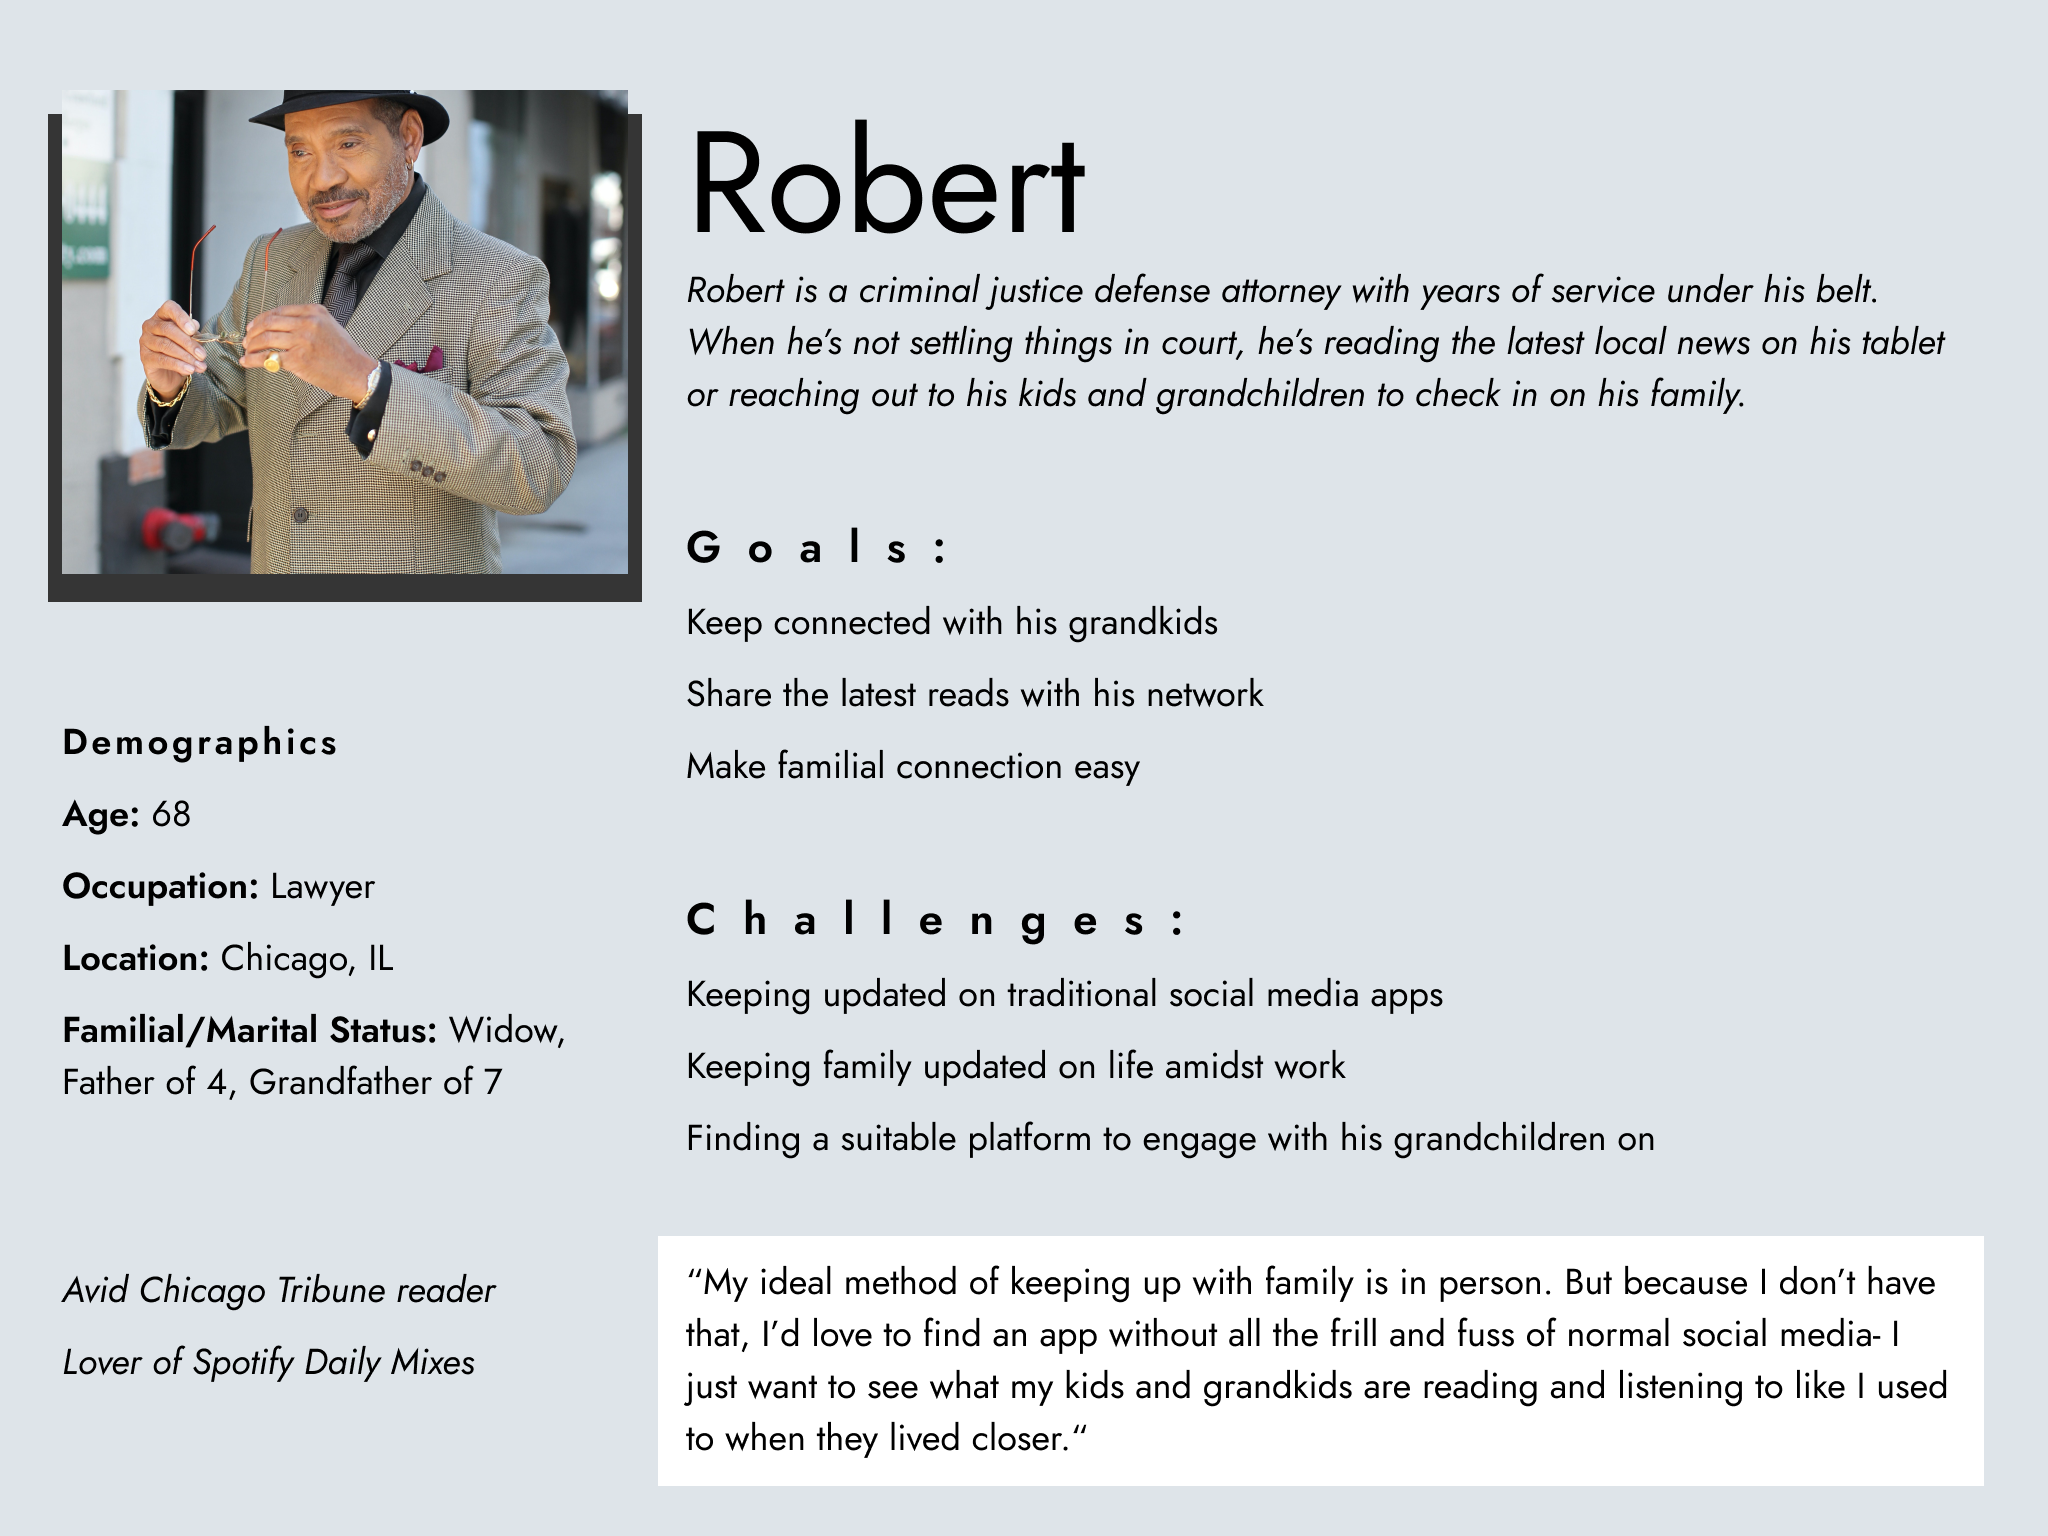 Robert
Robert is a criminal justice defense attorney with years of service under his belt.
When he’s not settling things in court, he’s reading the latest local news on his tablet
or reaching out to his kids and grandchildren to check in on his family.
Goals:
Keep connected with his grandkids
Share the latest reads with his network
Make familial connection easy
Challenges:
Keeping updated on traditional social media apps
Keeping family updated on life amidst work
Finding a suitable platform to engage with his grandchildren on
“My ideal method of keeping up with family is in person. But because I don’t have
that, I’d love to find an app without all the frill and fuss of normal social media- I
just want to see what my kids and grandkids are reading and listening to like I used
to when they lived closer.“
Demographics
Age: 68
Occupation: Lawyer
Location: Chicago, IL
Familial/Marital Status: Widow,
Father of 4, Grandfather of 7
Avid Chicago Tribune reader
Lover of Spotify Daily Mixes